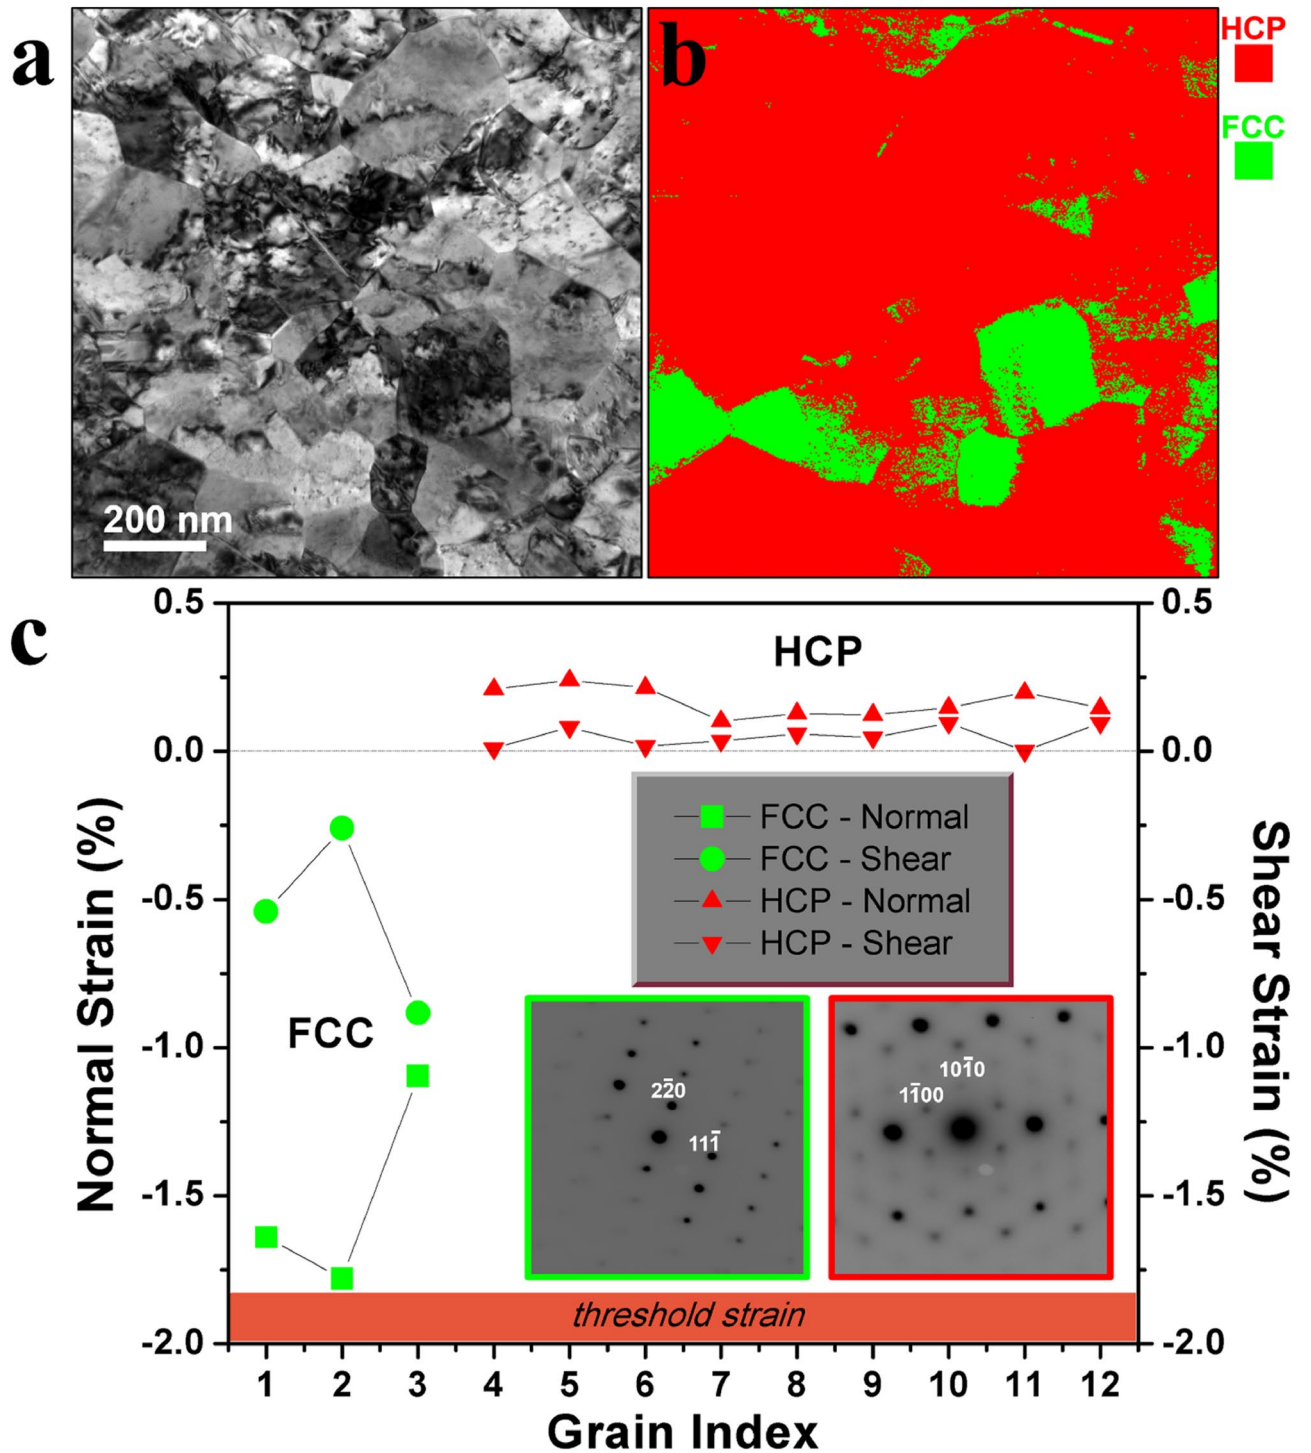 a
b
HCP
FCC
200 nm
c
0.5
0.0
-0.5
-1.0
-1.5
-2.0
Normal Strain (%)
HCP
FCC - Normal
FCC - Shear
HCP - Normal
HCP - Shear
FCC
22̄0
111̄
101̄0
11̄00
threshold strain
0.5
0.0
-0.5
-1.0
-1.5
-2.0
Shear Strain (%)
1 2 3 4 5 6 7 8 9 10 11 12
Grain Index